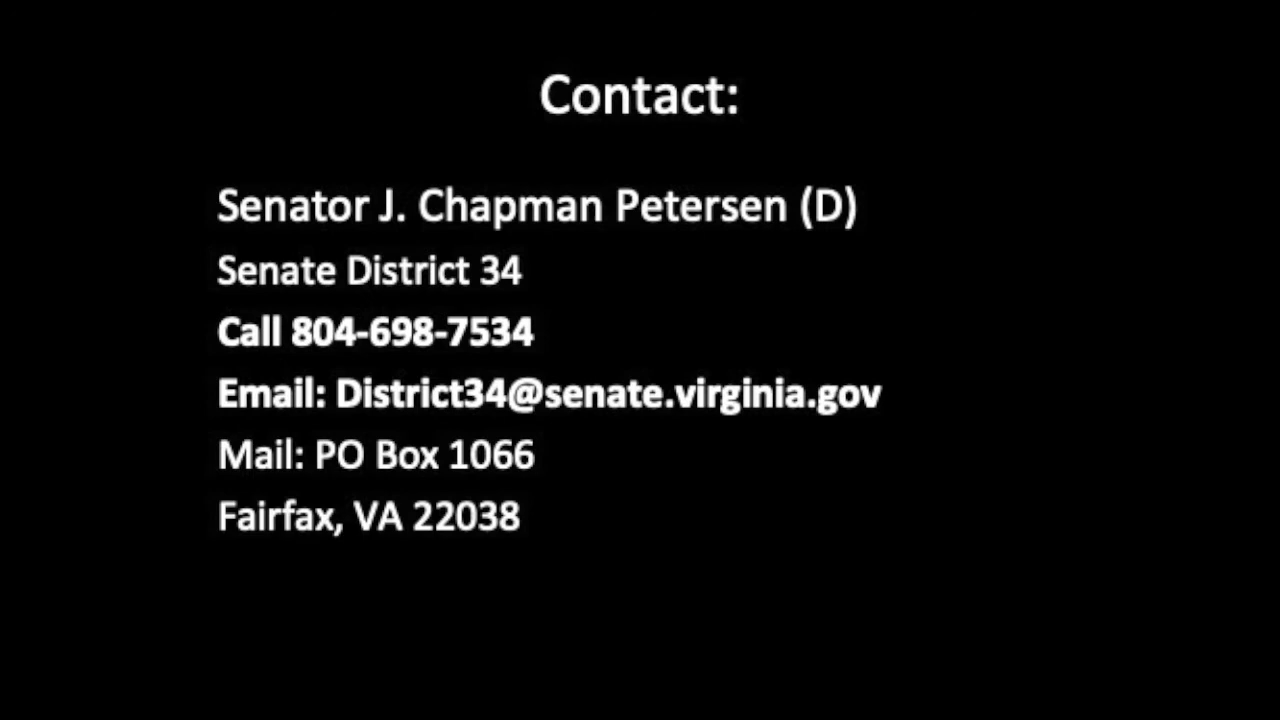 Contact:
Senator J. Chapman Petersen (D)
Senate District 34
Call 804-698-7534
Email: District34@senate.virginia.gov
Mail: PO Box 1066
Fairfax, VA 22038